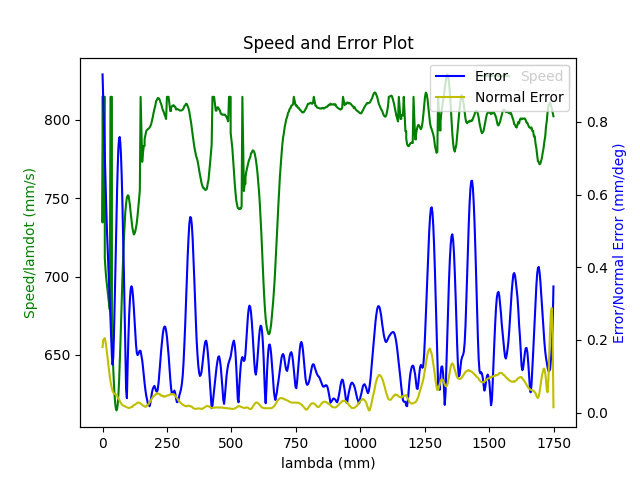 Speed and Error Plot
Speed/lamdot (mm/s)
800
750
700
650
Error
Speed
Normal Error
0.8
0.6
0.4
0.2
0.0
Error/Normal Error (mm/deg)
0 250 500 750 1000 1250 1500 1750
lambda (mm)